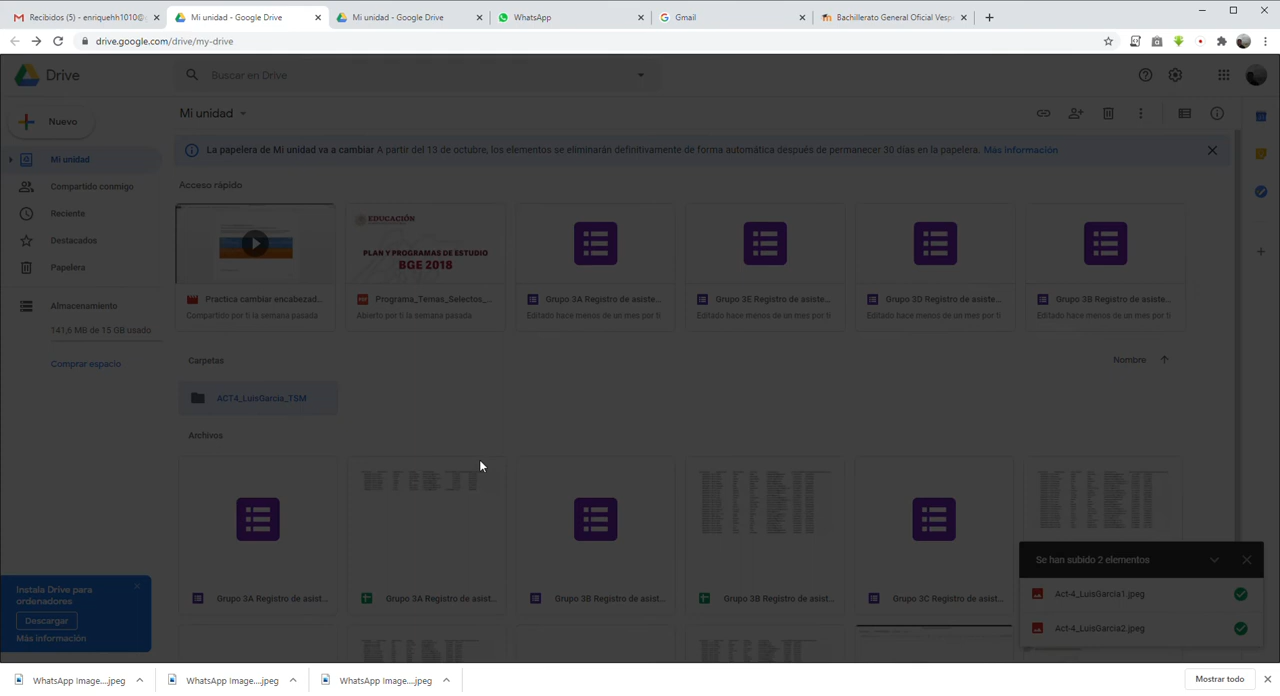 Recibidos (5) - enriquehh1010@g
Mi unidad - Google Drive
Mi unidad - Google Drive
WhatsApp
Gmail
Bachillerato General Oficial Vesp
drive.google.com/drive/my-drive
Drive
Buscar en Drive
Nuevo
Mi unidad
La papelera de Mi unidad va a cambiar A partir del 13 de octubre, los elementos se eliminarán definitivamente de forma automática después de permanecer 30 días en la papelera. Más información
Mi unidad
Compartido conmigo
Reciente
Destacados
Papelera
Almacenamiento
141,6 MB de 15 GB usado
Comprar espacio
Acceso rápido
EDUCACIÓN
PLAN Y PROGRAMAS DE ESTUDIO
BGE 2018
Practica cambiar encabezad...
Compartido por ti la semana pasada
Programa_Temas_Selectos_...
Abierto por ti la semana pasada
Grupo 3A Registro de asiste...
Editado hace menos de un mes por ti
Grupo 3E Registro de asiste...
Editado hace menos de un mes por ti
Grupo 3D Registro de asiste...
Editado hace menos de un mes por ti
Grupo 3B Registro de asiste...
Editado hace menos de un mes por ti
Carpetas
Nombre
ACT4_LuisGarcia_TSM
Archivos
Grupo 3A Registro de asist...
Grupo 3A Registro de asist...
Grupo 3B Registro de asist...
Grupo 3B Registro de asist...
Grupo 3C Registro de asist...
Instala Drive para
ordenadores
Descargar
Más información
Se han subido 2 elementos
Act-4_LuisGarcia1.jpeg
Act-4_LuisGarcia2.jpeg
WhatsApp Image....jpeg
WhatsApp Image....jpeg
WhatsApp Image....jpeg
Mostrar todo